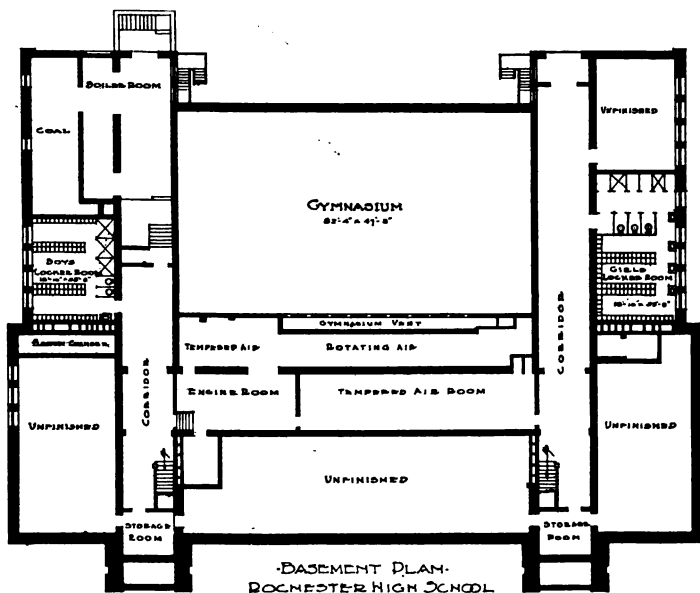 BOILER ROOM
COAL
UNFINISHED
GYMNASIUM
BOYS
LOCKER ROOM
GIRLS
LOCKER ROOM
GYMNASIUM VENT
TEMPERED AIR
ROTATING AIR
CORRIDOR
CORRIDOR
ENGINE ROOM
TEMPERED AIR ROOM
UNFINISHED
UNFINISHED
UNFINISHED
STORAGE
ROOM
STORAGE
ROOM
·BASEMENT PLAN·
ROCHESTER HIGH SCHOOL